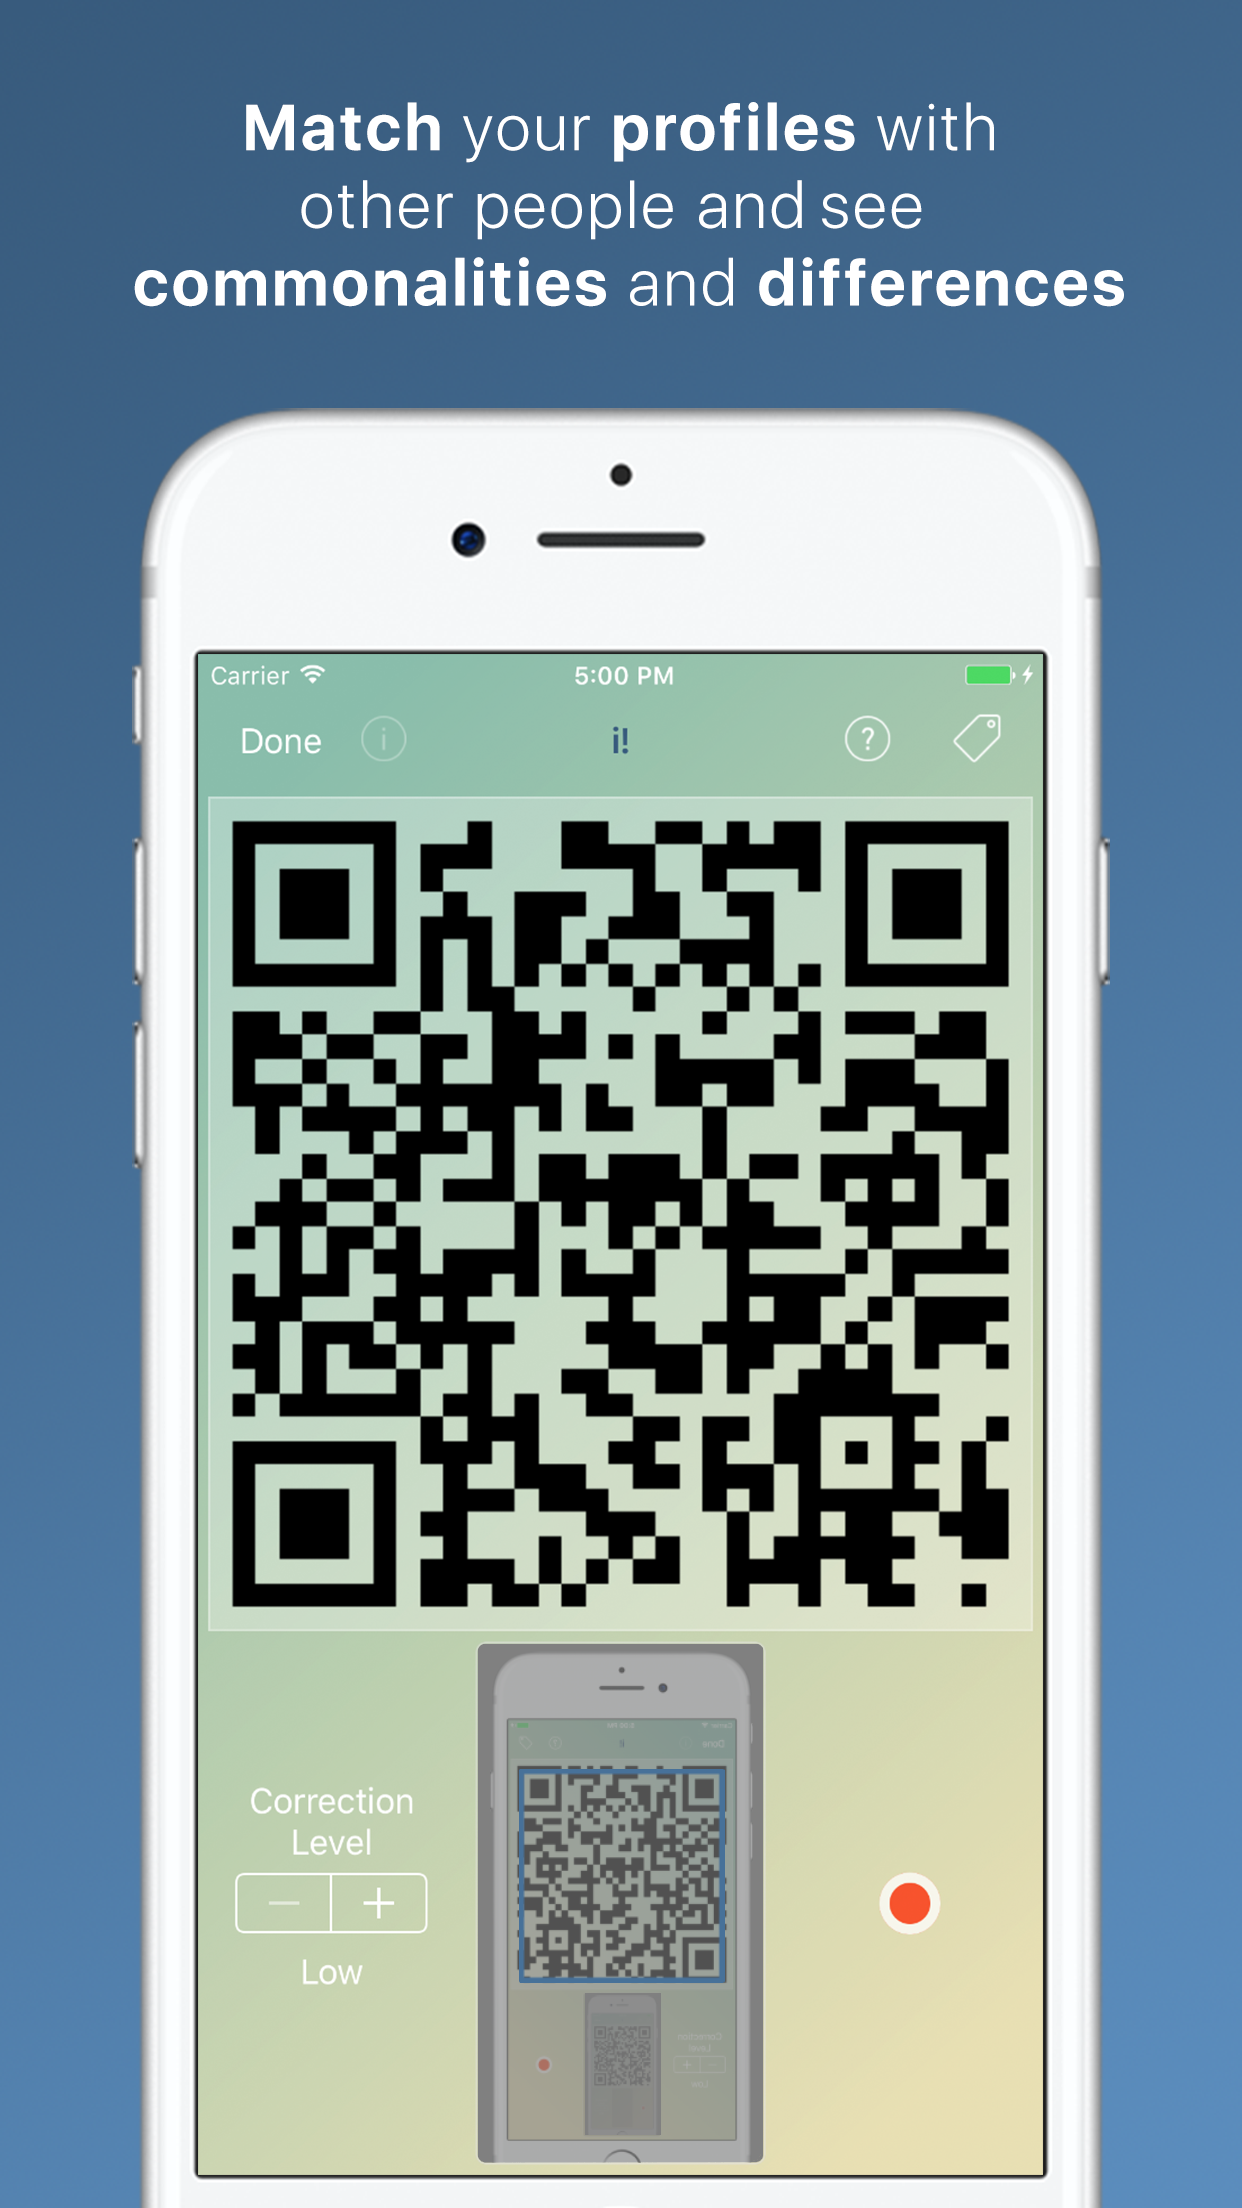 Match your profiles with
other people and see
commonalities and differences
Carrier 5:00 PM
Done i i! ?
Correction
Level
− +
Low